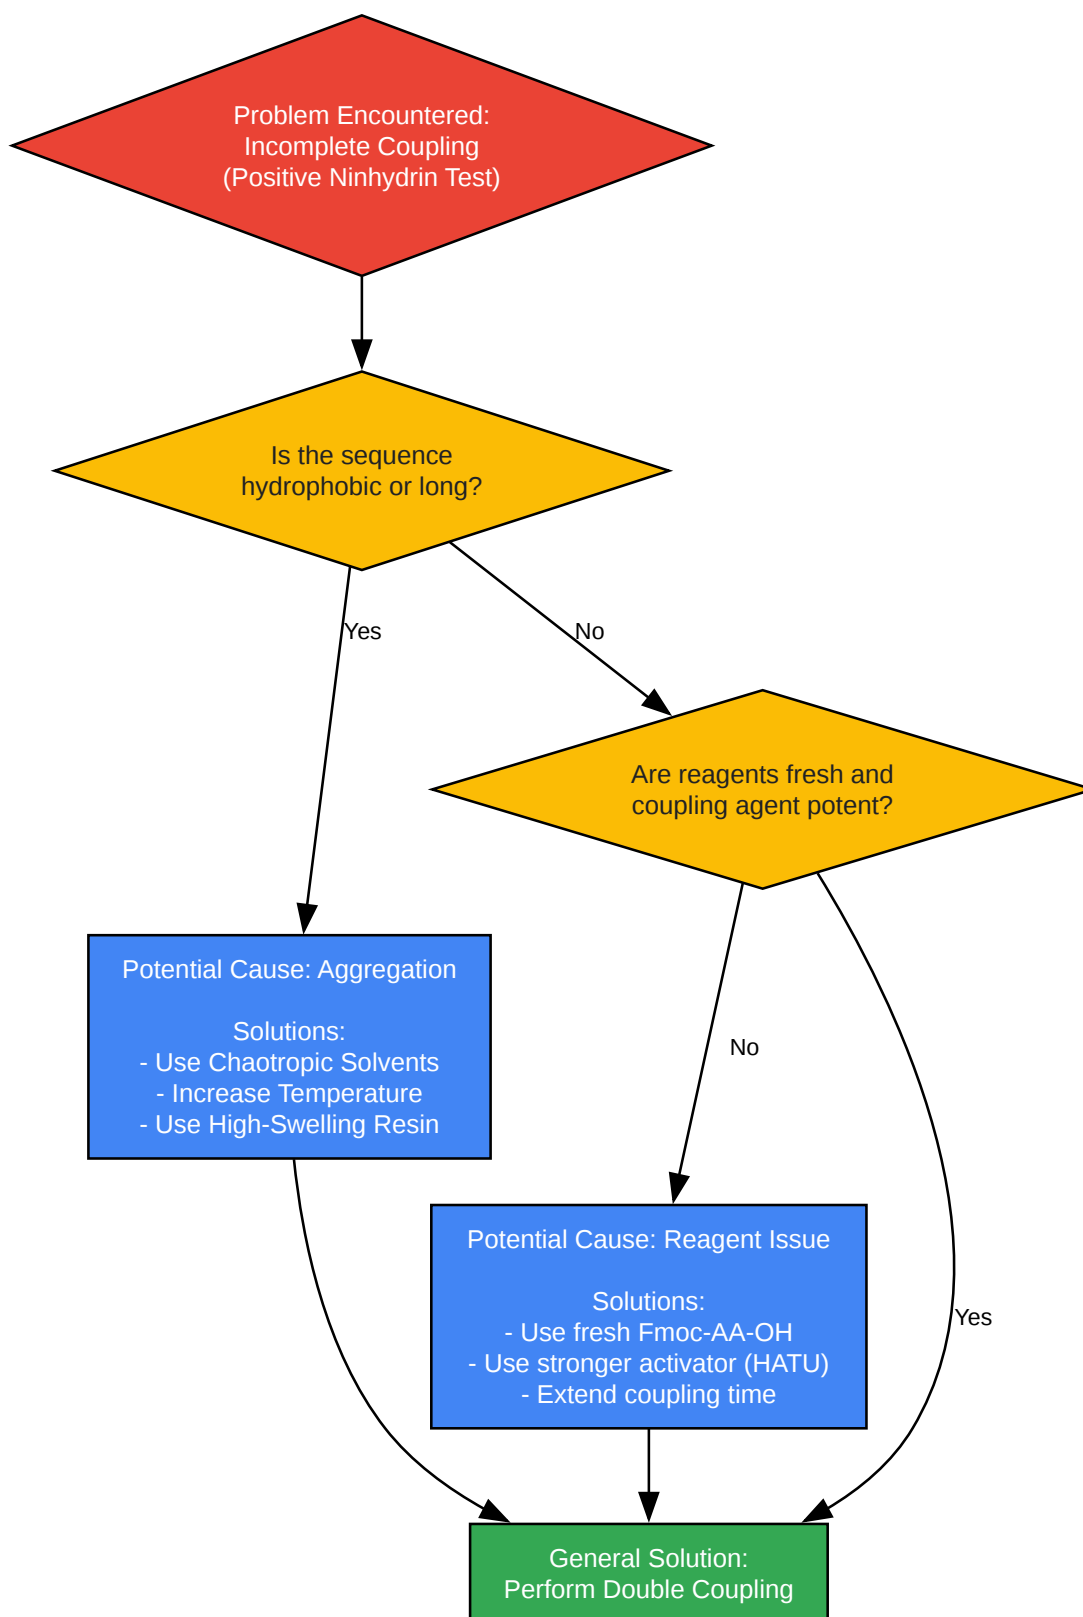 Problem Encountered:
Incomplete Coupling
(Positive Ninhydrin Test)
Is the sequence
hydrophobic or long?
Yes
No
Are reagents fresh and
coupling agent potent?
Potential Cause: Aggregation
Solutions:
- Use Chaotropic Solvents
- Increase Temperature
- Use High-Swelling Resin
No
Potential Cause: Reagent Issue
Solutions:
- Use fresh Fmoc-AA-OH
- Use stronger activator (HATU)
- Extend coupling time
Yes
General Solution:
Perform Double Coupling